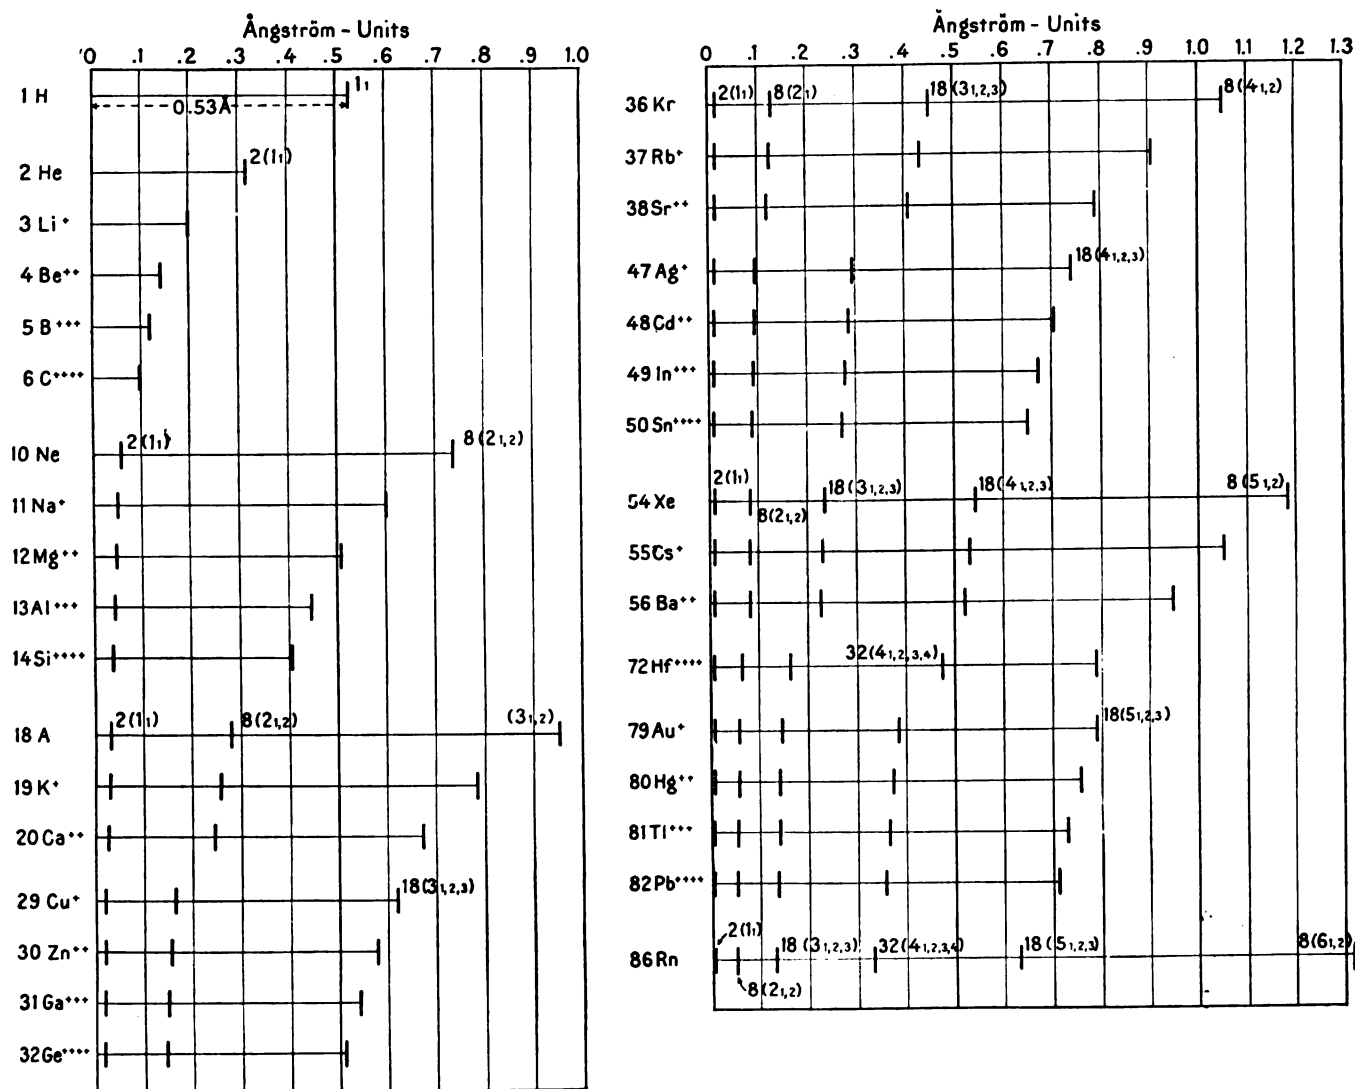 Ångström – Units
0 .1 .2 .3 .4 .5 .6 .7 .8 .9 1.0
1 H 1₁
0.53Å
2 He 2(1₁)
3 Li⁺
4 Be⁺⁺
5 B⁺⁺⁺
6 C⁺⁺⁺⁺
10 Ne 2(1₁) 8(2₁,₂)
11 Na⁺
12 Mg⁺⁺
13 Al⁺⁺⁺
14 Si⁺⁺⁺⁺
18 A 2(1₁) 8(2₁,₂) (3₁,₂)
19 K⁺
20 Ca⁺⁺
29 Cu⁺ 18(3₁,₂,₃)
30 Zn⁺⁺
31 Ga⁺⁺⁺
32 Ge⁺⁺⁺⁺
Ångström – Units
0 .1 .2 .3 .4 .5 .6 .7 .8 .9 1.0 1.1 1.2 1.3
36 Kr 2(1₁) 8(2₁) 18(3₁,₂,₃) 8(4₁,₂)
37 Rb⁺
38 Sr⁺⁺
47 Ag⁺ 18(4₁,₂,₃)
48 Cd⁺⁺
49 In⁺⁺⁺
50 Sn⁺⁺⁺⁺
54 Xe 2(1₁) 18(3₁,₂,₃) 18(4₁,₂,₃) 8(5₁,₂)
8(2₁,₂)
55 Cs⁺
56 Ba⁺⁺
72 Hf⁺⁺⁺⁺ 32(4₁,₂,₃,₄)
79 Au⁺ 18(5₁,₂,₃)
80 Hg⁺⁺
81 Tl⁺⁺⁺
82 Pb⁺⁺⁺⁺
86 Rn 2(1₁) 18(3₁,₂,₃) 32(4₁,₂,₃,₄) 18(5₁,₂,₃) 8(6₁,₂)
8(2₁,₂)